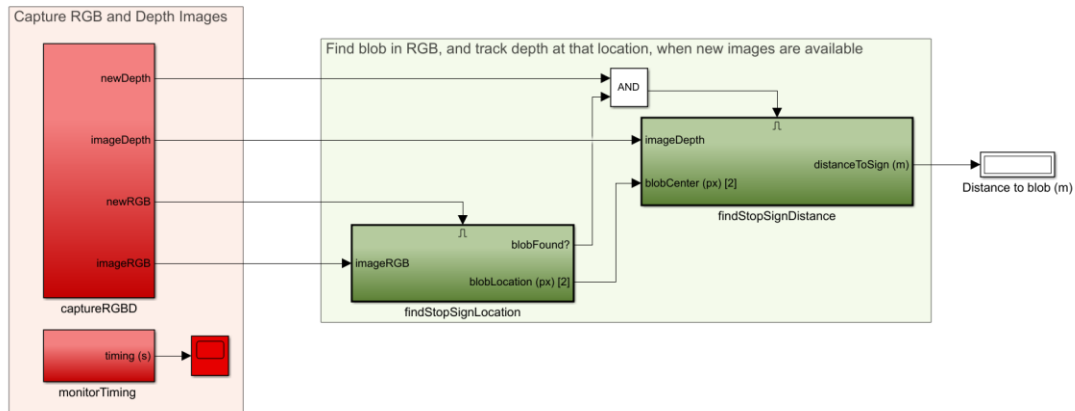 Capture RGB and Depth Images
newDepth
imageDepth
newRGB
imageRGB
captureRGBD
timing (s)
monitorTiming
Find blob in RGB, and track depth at that location, when new images are available
AND
imageDepth
blobCenter (px) [2]
distanceToSign (m)
findStopSignDistance
imageRGB
blobFound?
blobLocation (px) [2]
findStopSignLocation
Distance to blob (m)